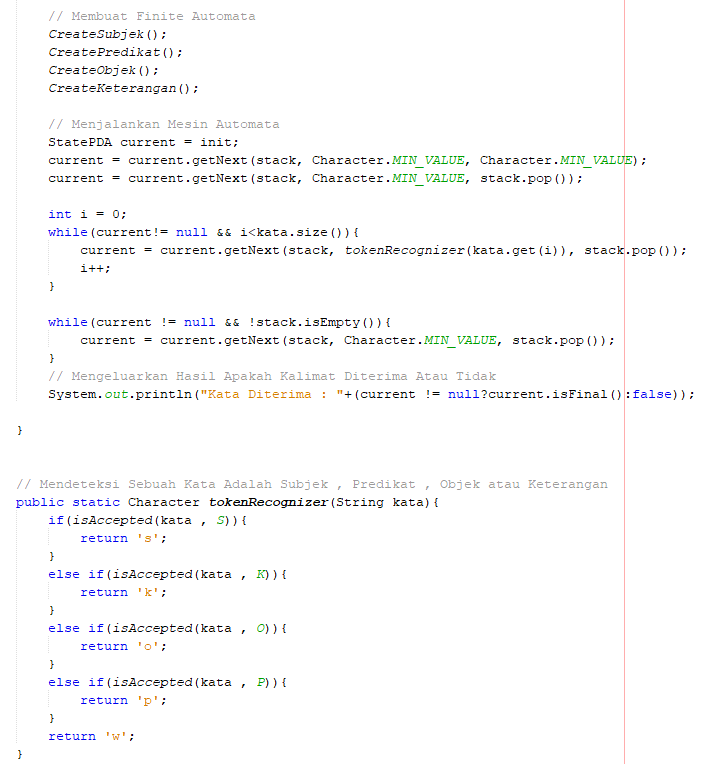 // Membuat Finite Automata
CreateSubjek();
CreatePredikat();
CreateObjek();
CreateKeterangan();
// Menjalankan Mesin Automata
StatePDA current = init;
current = current.getNext(stack, Character.MIN_VALUE, Character.MIN_VALUE);
current = current.getNext(stack, Character.MIN_VALUE, stack.pop());
int i = 0;
while(current!= null && i<kata.size()){
current = current.getNext(stack, tokenRecognizer(kata.get(i)), stack.pop());
i++;
}
while(current != null && !stack.isEmpty()){
current = current.getNext(stack, Character.MIN_VALUE, stack.pop());
}
// Mengeluarkan Hasil Apakah Kalimat Diterima Atau Tidak
System.out.println("Kata Diterima : "+(current != null?current.isFinal():false));
}
// Mendeteksi Sebuah Kata Adalah Subjek , Predikat , Objek atau Keterangan
public static Character tokenRecognizer(String kata){
if(isAccepted(kata , S)){
return 's';
}
else if(isAccepted(kata , K)){
return 'k';
}
else if(isAccepted(kata , O)){
return 'o';
}
else if(isAccepted(kata , P)){
return 'p';
}
return 'w';
}